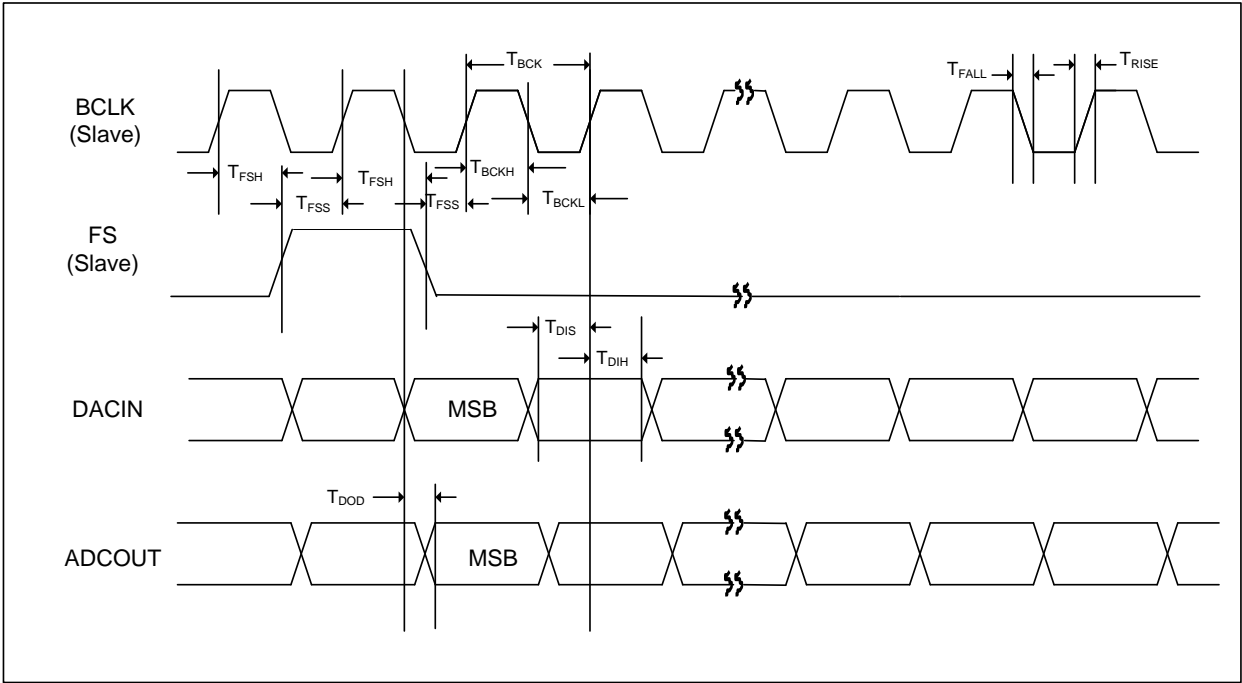 T_BCK
T_FALL
T_RISE
BCLK
(Slave)
T_FSH
T_FSH
T_BCKH
T_FSS
T_FSS
T_BCKL
FS
(Slave)
T_DIS
T_DIH
DACIN
MSB
T_DOD
ADCOUT
MSB